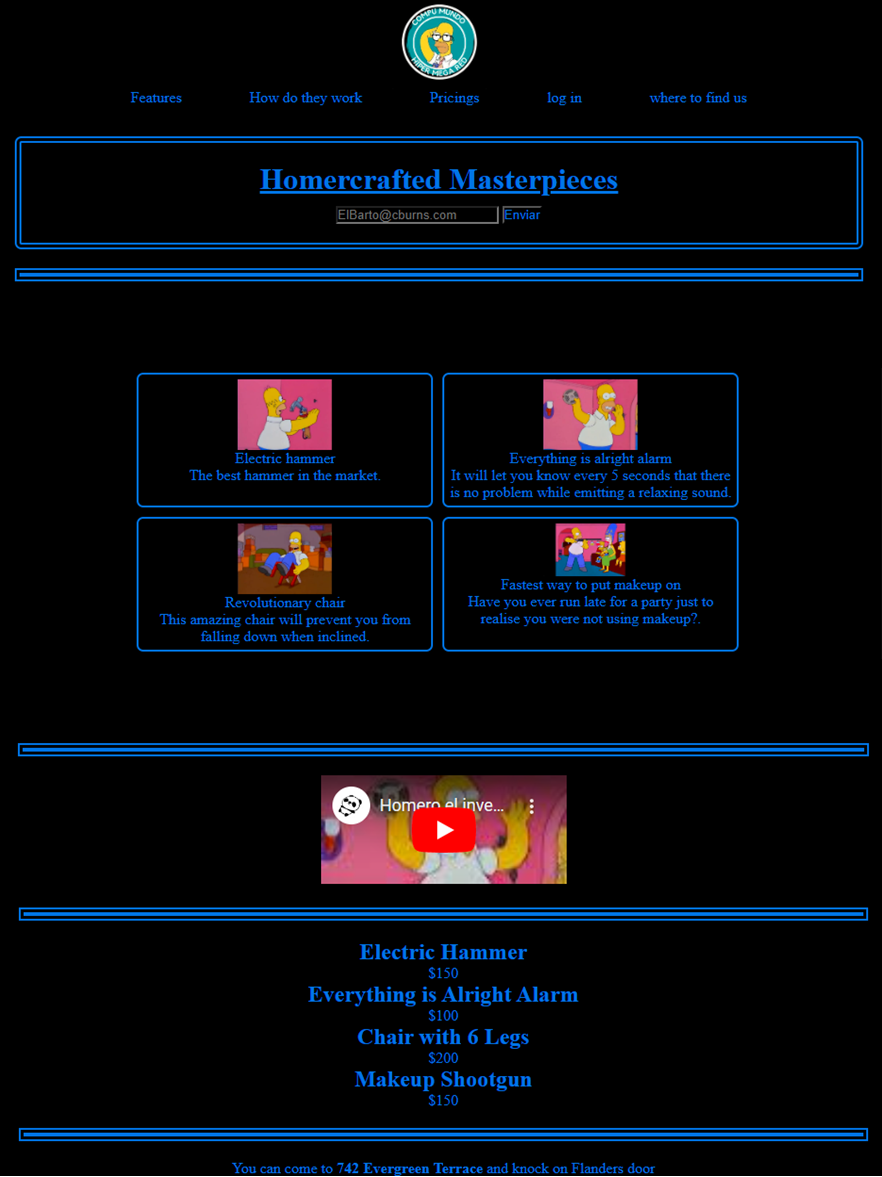 COMPU MUNDO
HIPER MEGA RED
Features How do they work Pricings log in where to find us
Homercrafted Masterpieces
ElBarto@cburns.com Enviar
Electric hammer
The best hammer in the market.
Everything is alright alarm
It will let you know every 5 seconds that there
is no problem while emitting a relaxing sound.
Revolutionary chair
This amazing chair will prevent you from
falling down when inclined.
Fastest way to put makeup on
Have you ever run late for a party just to
realise you were not using makeup?.
Homero el inve...
Electric Hammer
$150
Everything is Alright Alarm
$100
Chair with 6 Legs
$200
Makeup Shootgun
$150
You can come to 742 Evergreen Terrace and knock on Flanders door